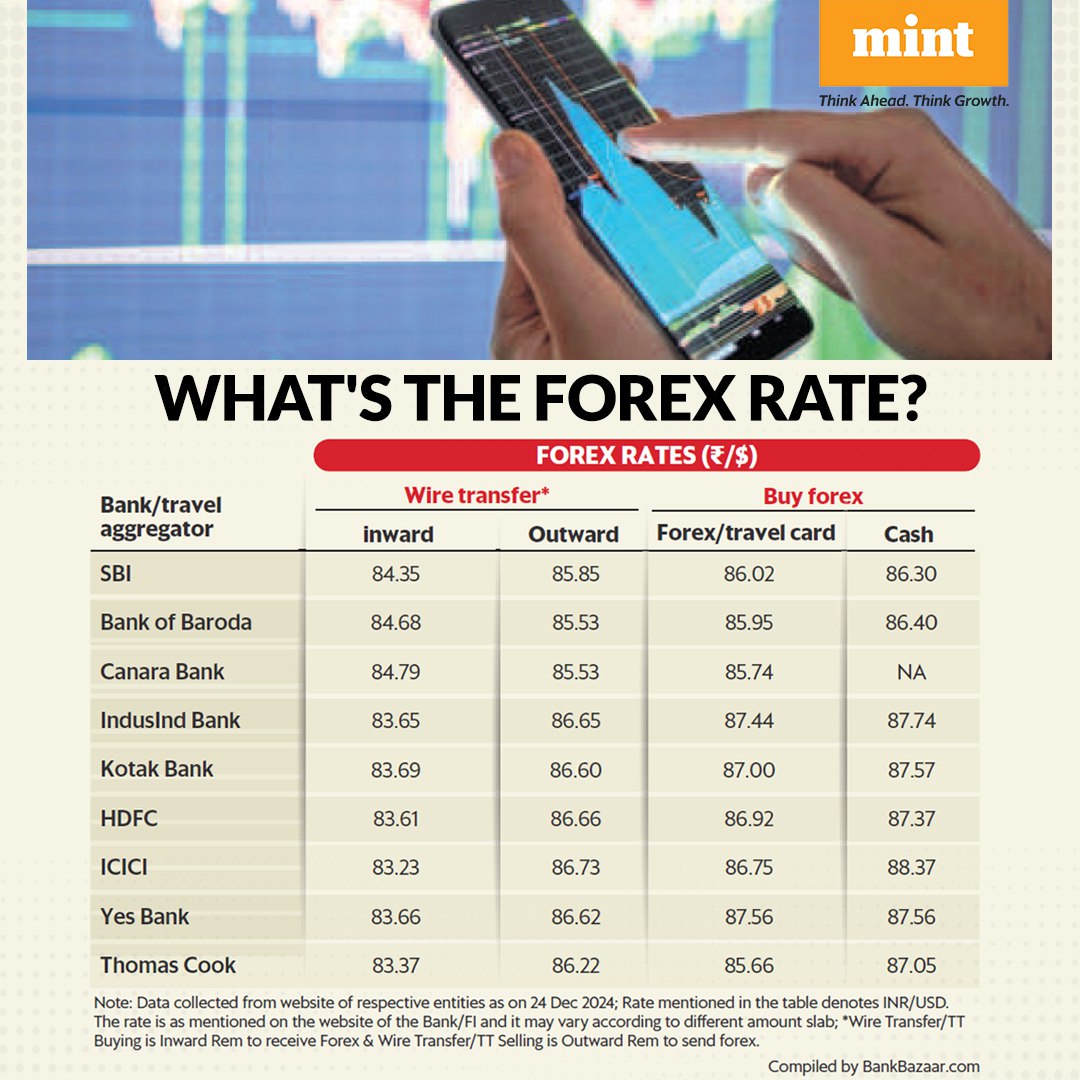 mint
Think Ahead. Think Growth.
WHAT'S THE FOREX RATE?
FOREX RATES (₹/$)
Bank/travel
aggregator
Wire transfer*
Buy forex
inward Outward Forex/travel card Cash
SBI 84.35 85.85 86.02 86.30
Bank of Baroda 84.68 85.53 85.95 86.40
Canara Bank 84.79 85.53 85.74 NA
IndusInd Bank 83.65 86.65 87.44 87.74
Kotak Bank 83.69 86.60 87.00 87.57
HDFC 83.61 86.66 86.92 87.37
ICICI 83.23 86.73 86.75 88.37
Yes Bank 83.66 86.62 87.56 87.56
Thomas Cook 83.37 86.22 85.66 87.05
Note: Data collected from website of respective entities as on 24 Dec 2024; Rate mentioned in the table denotes INR/USD.
The rate is as mentioned on the website of the Bank/FI and it may vary according to different amount slab; *Wire Transfer/TT
Buying is Inward Rem to receive Forex & Wire Transfer/TT Selling is Outward Rem to send forex.
Compiled by BankBazaar.com